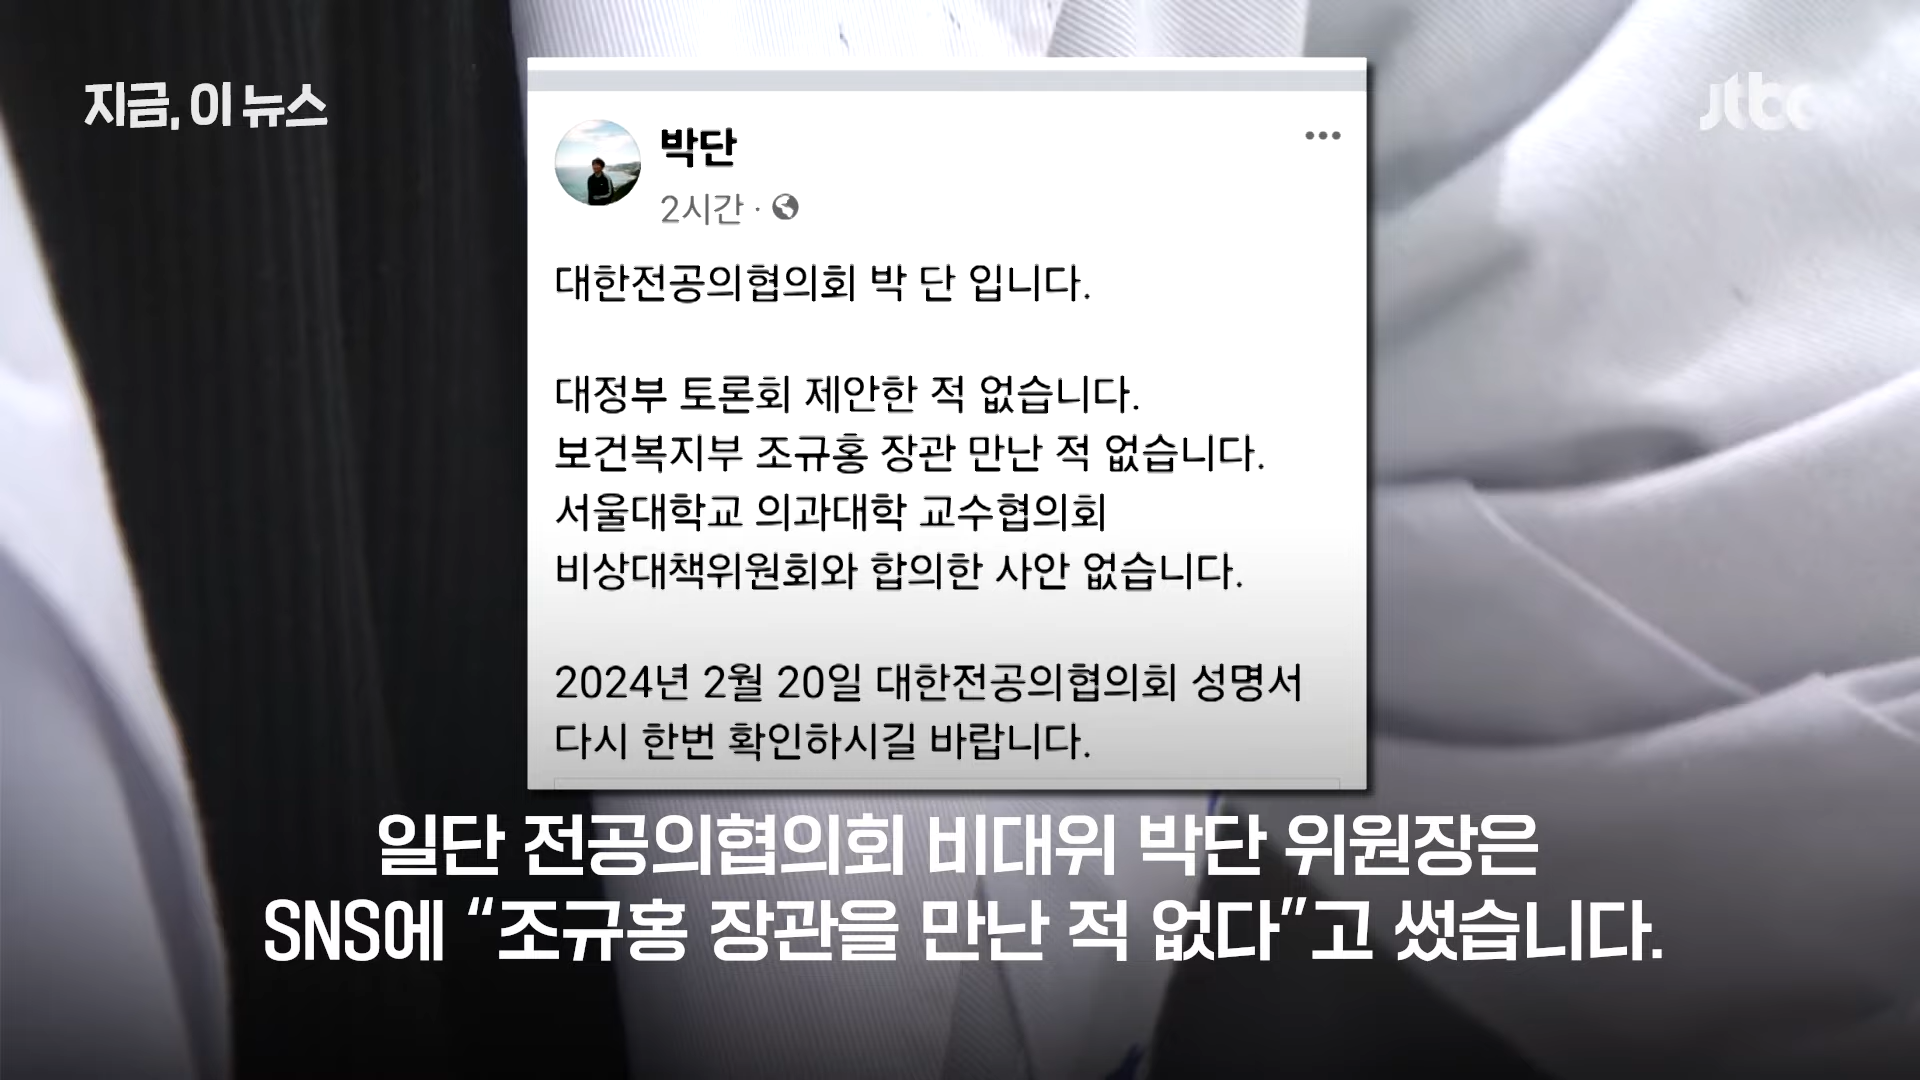 지금, 이 뉴스
jtbc
박단
2시간 ·
대한전공의협의회 박 단 입니다.
대정부 토론회 제안한 적 없습니다.
보건복지부 조규홍 장관 만난 적 없습니다.
서울대학교 의과대학 교수협의회
비상대책위원회와 합의한 사안 없습니다.
2024년 2월 20일 대한전공의협의회 성명서
다시 한번 확인하시길 바랍니다.
일단 전공의협의회 비대위 박단 위원장은
SNS에 “조규홍 장관을 만난 적 없다”고 썼습니다.